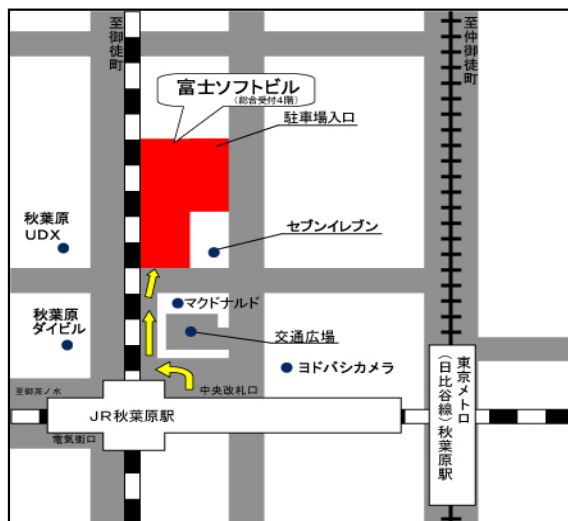 至御徒町
至仲御徒町
富士ソフトビル
(総合受付4階)
駐車場入口
秋葉原
UDX
セブンイレブン
マクドナルド
秋葉原
ダイビル
交通広場
ヨドバシカメラ
至御茶ノ水
中央改札口
JR秋葉原駅
電気街口
東京メトロ
(日比谷線)秋葉原駅